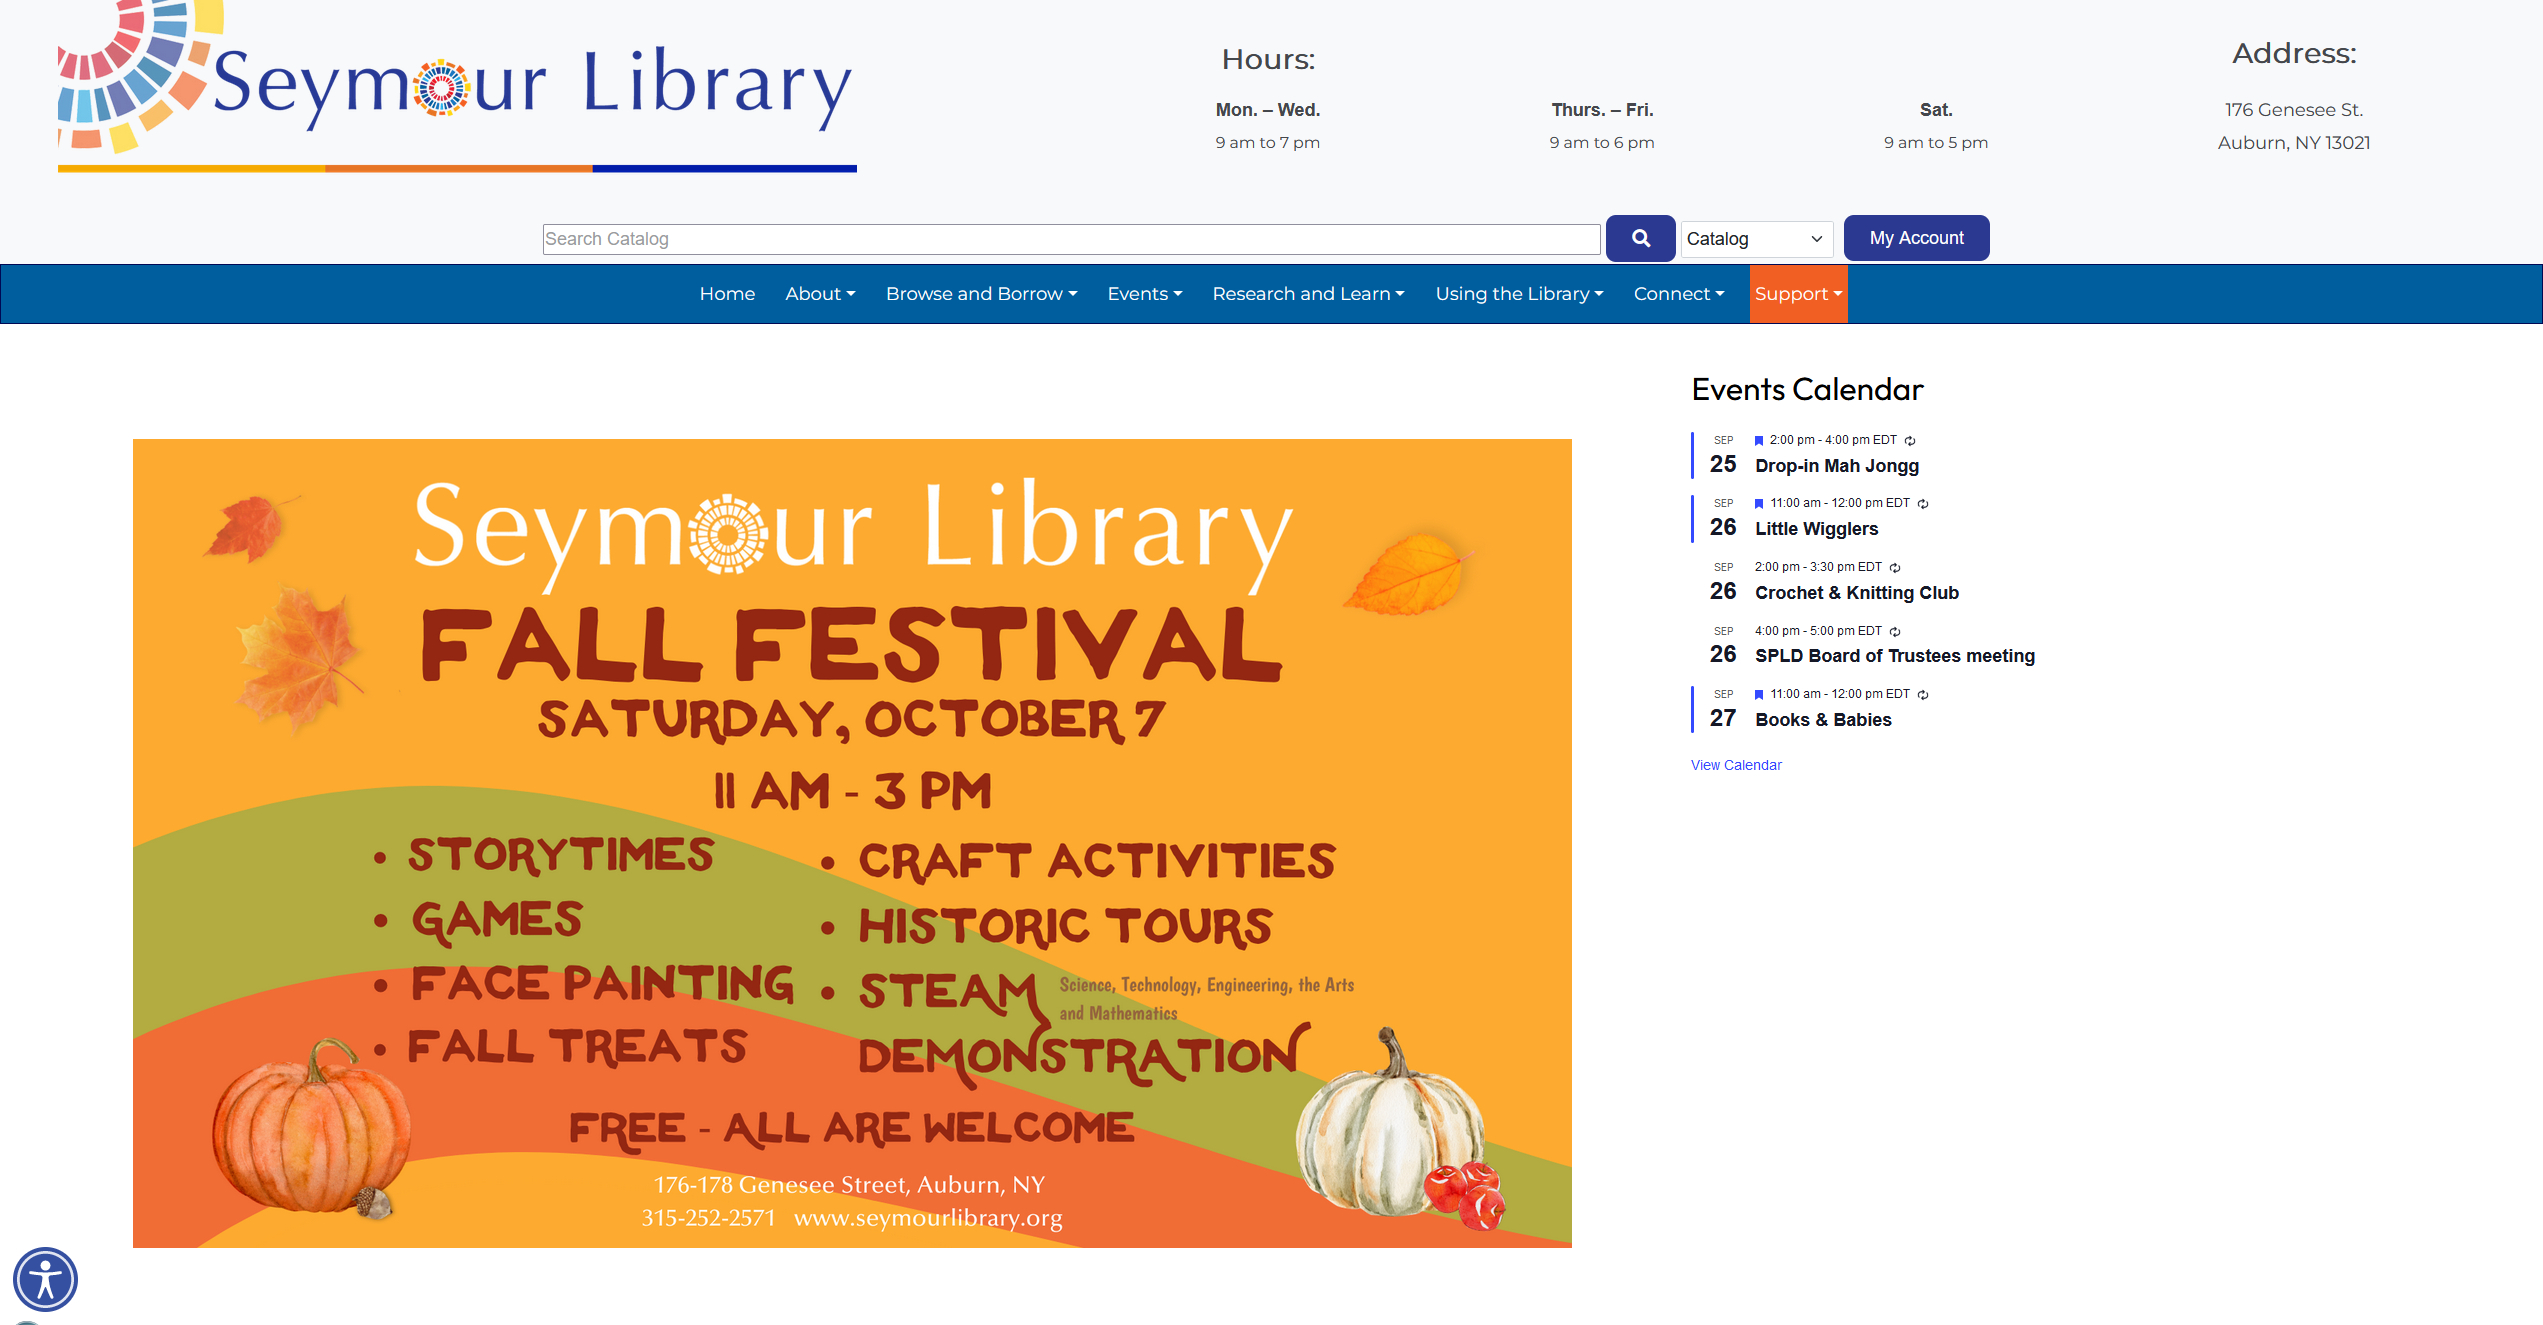 Seymour Library
Hours:
Mon. – Wed.
9 am to 7 pm
Thurs. – Fri.
9 am to 6 pm
Sat.
9 am to 5 pm
Address:
176 Genesee St.
Auburn, NY 13021
Search Catalog
Catalog
My Account
Home About Browse and Borrow Events Research and Learn Using the Library Connect Support
Seymour Library
FALL FESTIVAL
SATURDAY, OCTOBER 7
11 AM - 3 PM
• STORYTIMES
• GAMES
• FACE PAINTING
• FALL TREATS
• CRAFT ACTIVITIES
• HISTORIC TOURS
• STEAM
Science, Technology, Engineering, the Arts
and Mathematics
DEMONSTRATION
FREE - ALL ARE WELCOME
176-178 Genesee Street, Auburn, NY
315-252-2571 www.seymourlibrary.org
Events Calendar
SEP 2:00 pm - 4:00 pm EDT
25 Drop-in Mah Jongg
SEP 11:00 am - 12:00 pm EDT
26 Little Wigglers
SEP 2:00 pm - 3:30 pm EDT
26 Crochet & Knitting Club
SEP 4:00 pm - 5:00 pm EDT
26 SPLD Board of Trustees meeting
SEP 11:00 am - 12:00 pm EDT
27 Books & Babies
View Calendar